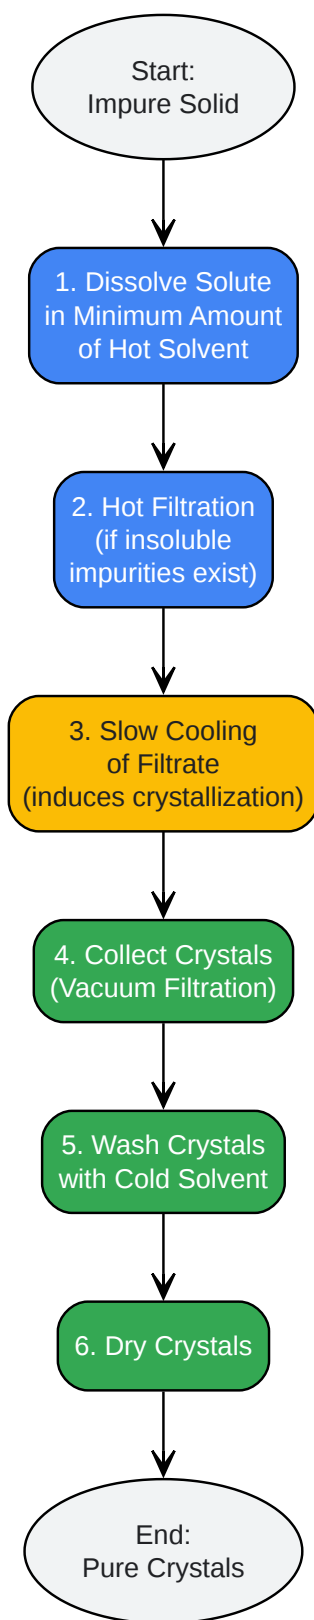 Start:
Impure Solid
1. Dissolve Solute
in Minimum Amount
of Hot Solvent
2. Hot Filtration
(if insoluble
impurities exist)
3. Slow Cooling
of Filtrate
(induces crystallization)
4. Collect Crystals
(Vacuum Filtration)
5. Wash Crystals
with Cold Solvent
6. Dry Crystals
End:
Pure Crystals